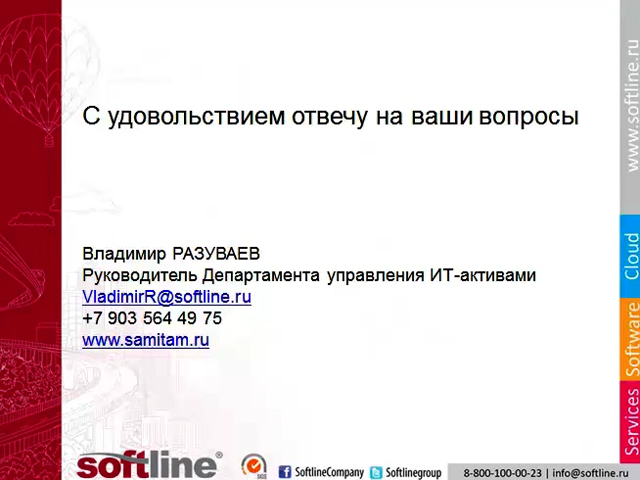 С удовольствием отвечу на ваши вопросы
Владимир РАЗУВАЕВ
Руководитель Департамента управления ИТ-активами
VladimirR@softline.ru
+7 903 564 49 75
www.samitam.ru
www.softline.ru
Cloud
Software
Services
softline®
SGS
SoftlineCompany
Softlinegroup
8-800-100-00-23 | info@softline.ru